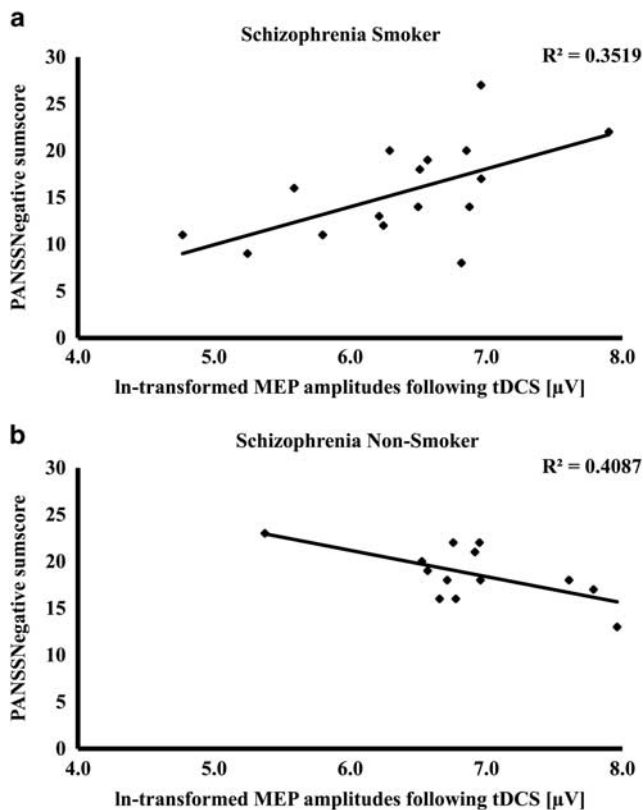 a
Schizophrenia Smoker
R² = 0.3519
PANSSNegative sumscore
30
25
20
15
10
5
0
4.0 5.0 6.0 7.0 8.0
ln-transformed MEP amplitudes following tDCS [µV]
b
Schizophrenia Non-Smoker
R² = 0.4087
PANSSNegative sumscore
30
25
20
15
10
5
0
4.0 5.0 6.0 7.0 8.0
ln-transformed MEP amplitudes following tDCS [µV]